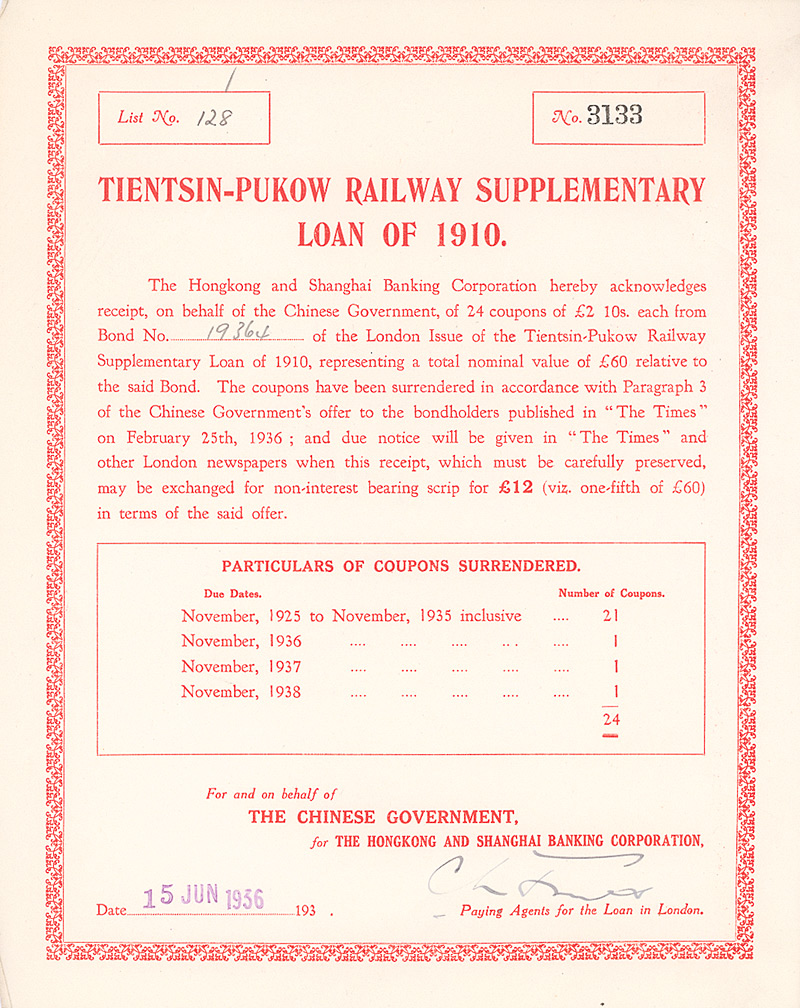 List No. 128
No. 3133
TIENTSIN-PUKOW RAILWAY SUPPLEMENTARY
LOAN OF 1910.
The Hongkong and Shanghai Banking Corporation hereby acknowledges
receipt, on behalf of the Chinese Government, of 24 coupons of £2 10s. each from
Bond No. 19364 of the London Issue of the Tientsin-Pukow Railway
Supplementary Loan of 1910, representing a total nominal value of £60 relative to
the said Bond. The coupons have been surrendered in accordance with Paragraph 3
of the Chinese Government's offer to the bondholders published in "The Times"
on February 25th, 1936 ; and due notice will be given in "The Times" and
other London newspapers when this receipt, which must be carefully preserved,
may be exchanged for non-interest bearing scrip for £12 (viz. one-fifth of £60)
in terms of the said offer.
PARTICULARS OF COUPONS SURRENDERED.
Due Dates. Number of Coupons.
November, 1925 to November, 1935 inclusive .... 21
November, 1936 .... .... .... .... .... 1
November, 1937 .... .... .... .... .... 1
November, 1938 .... .... .... .... .... 1
24
For and on behalf of
THE CHINESE GOVERNMENT,
for THE HONGKONG AND SHANGHAI BANKING CORPORATION,
Date 15 JUN 1936 193 .
Paying Agents for the Loan in London.